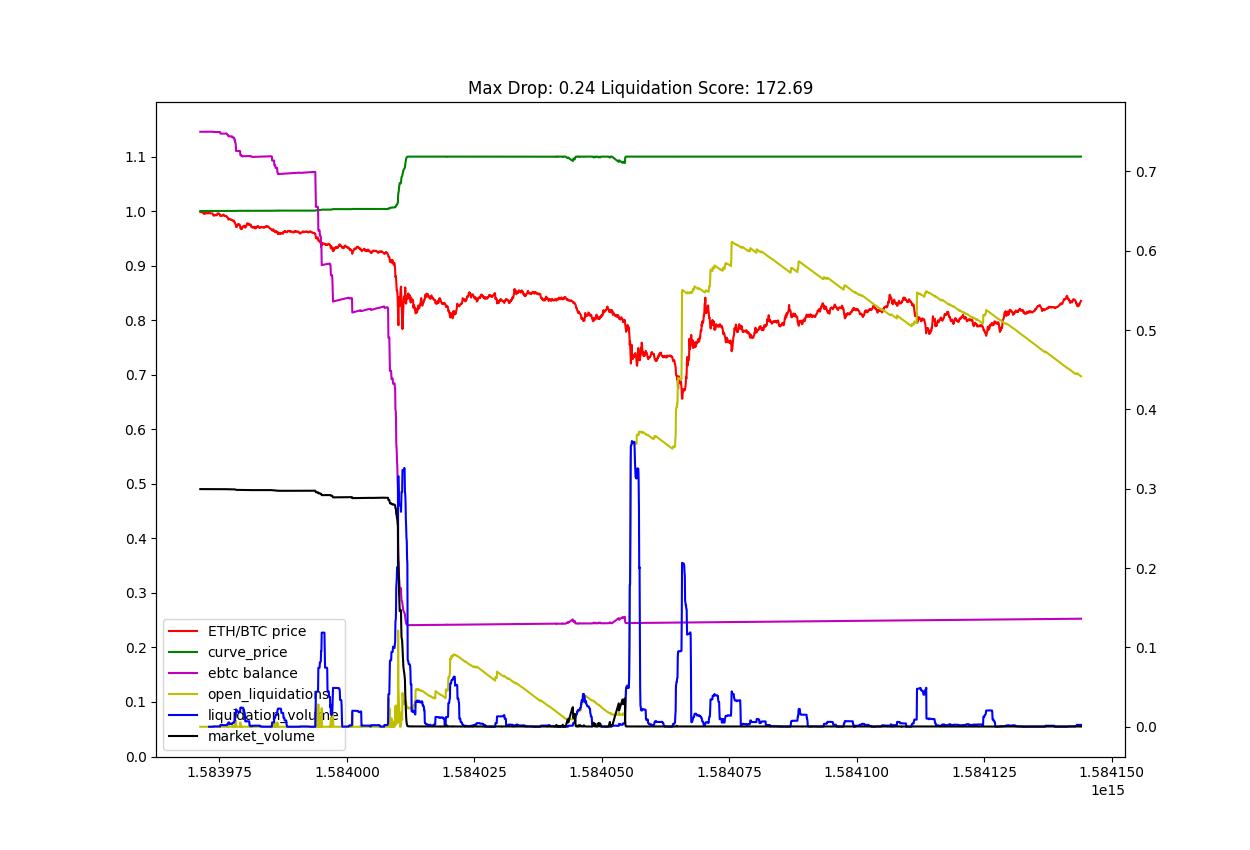 Max Drop: 0.24 Liquidation Score: 172.69
1.1
1.0
0.9
0.8
0.7
0.6
0.5
0.4
0.3
0.2
0.1
0.0
0.7
0.6
0.5
0.4
0.3
0.2
0.1
0.0
ETH/BTC price
curve_price
ebtc balance
open_liquidations
liquidation_volume
market_volume
1.583975 1.584000 1.584025 1.584050 1.584075 1.584100 1.584125 1.584150
1e15